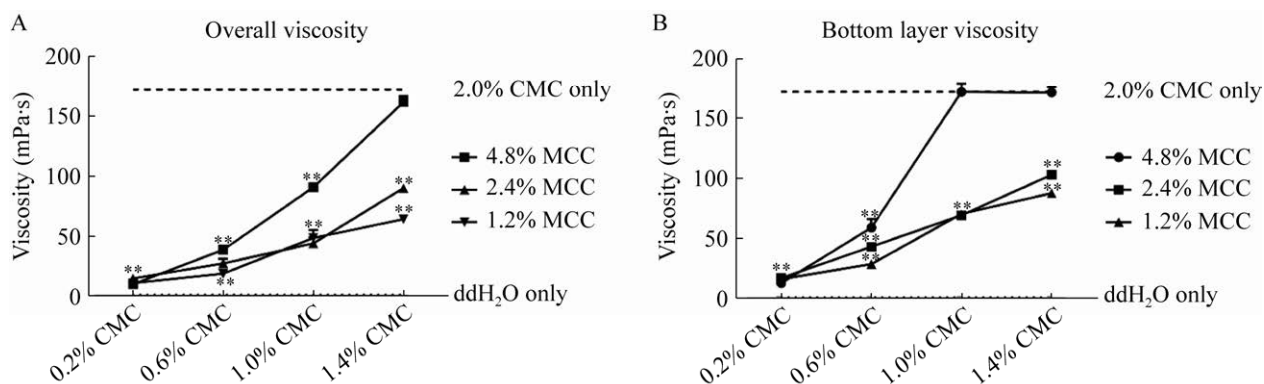 A
Overall viscosity
Viscosity (mPa·s)
200
150
100
50
0
2.0% CMC only
4.8% MCC
2.4% MCC
1.2% MCC
ddH₂O only
**
**
**
**
**
**
**
0.2% CMC
0.6% CMC
1.0% CMC
1.4% CMC
B
Bottom layer viscosity
Viscosity (mPa·s)
200
150
100
50
0
2.0% CMC only
4.8% MCC
2.4% MCC
1.2% MCC
ddH₂O only
**
**
**
**
**
**
**
0.2% CMC
0.6% CMC
1.0% CMC
1.4% CMC